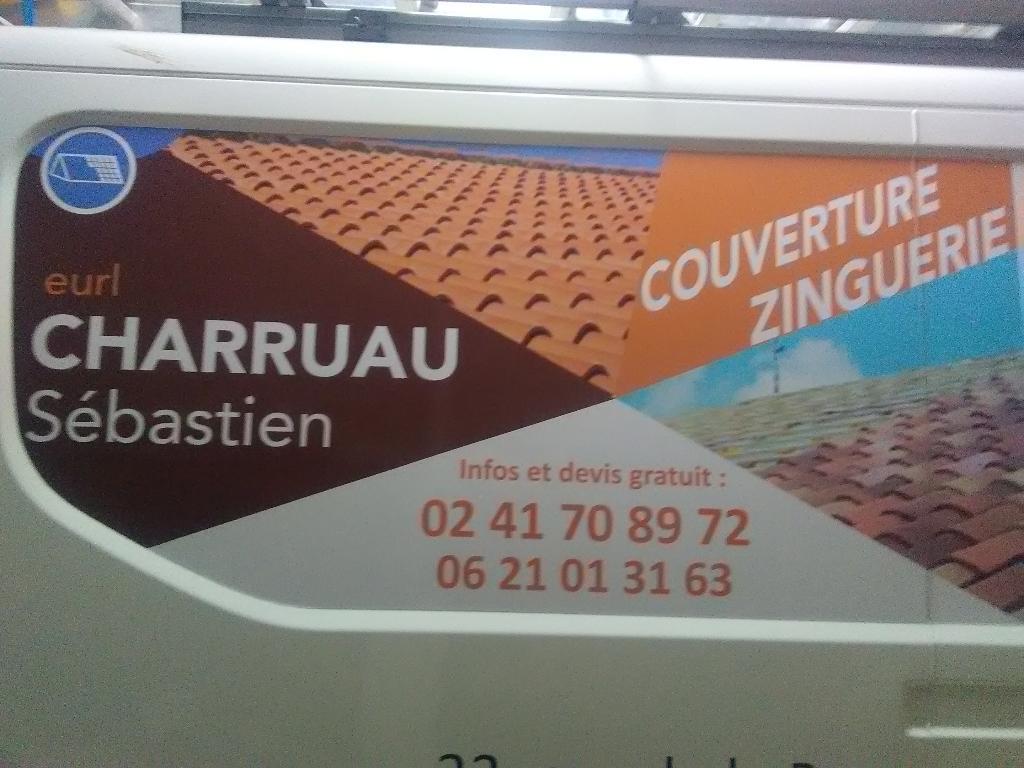 eurl
CHARRUAU
Sébastien
COUVERTURE
ZINGUERIE
Infos et devis gratuit :
02 41 70 89 72
06 21 01 31 63